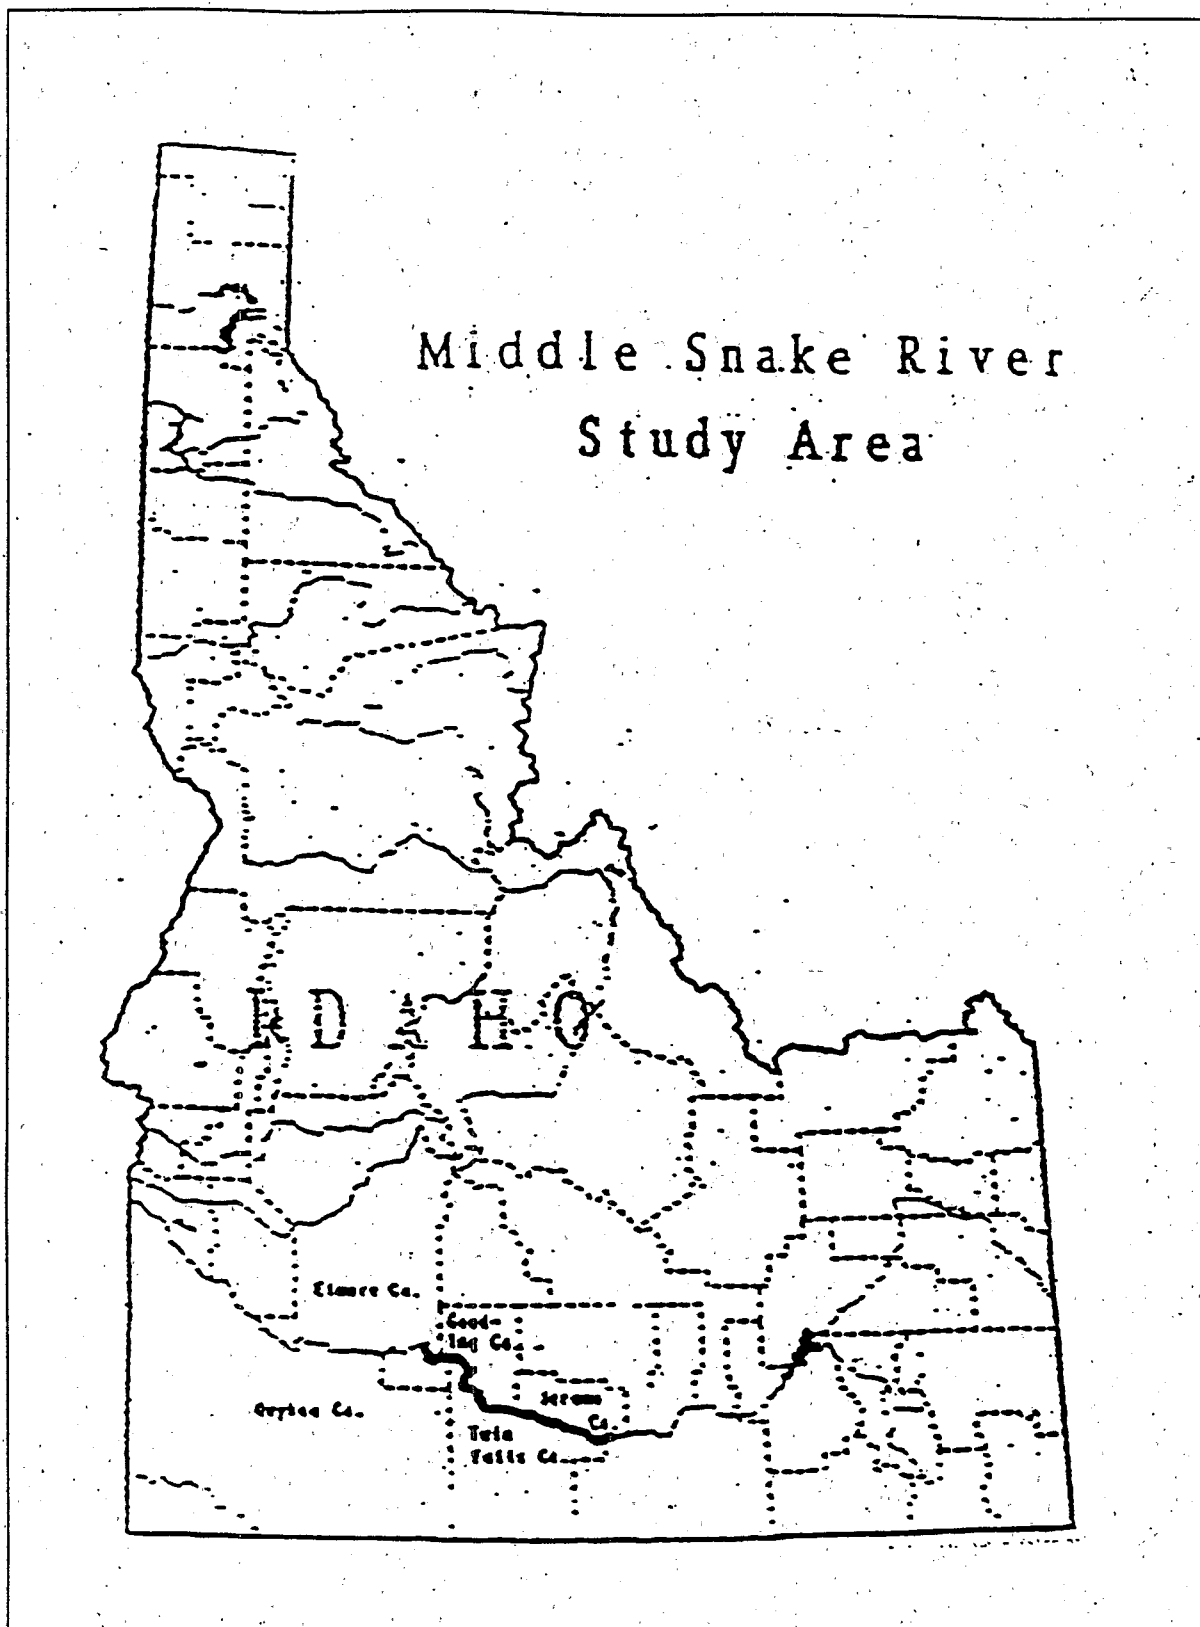 Middle Snake River
Study Area
IDAHO
Elmore Co.
Good-
ing Co.
Jerome
Co.
Owyhee Co.
Twin
Falls Co.